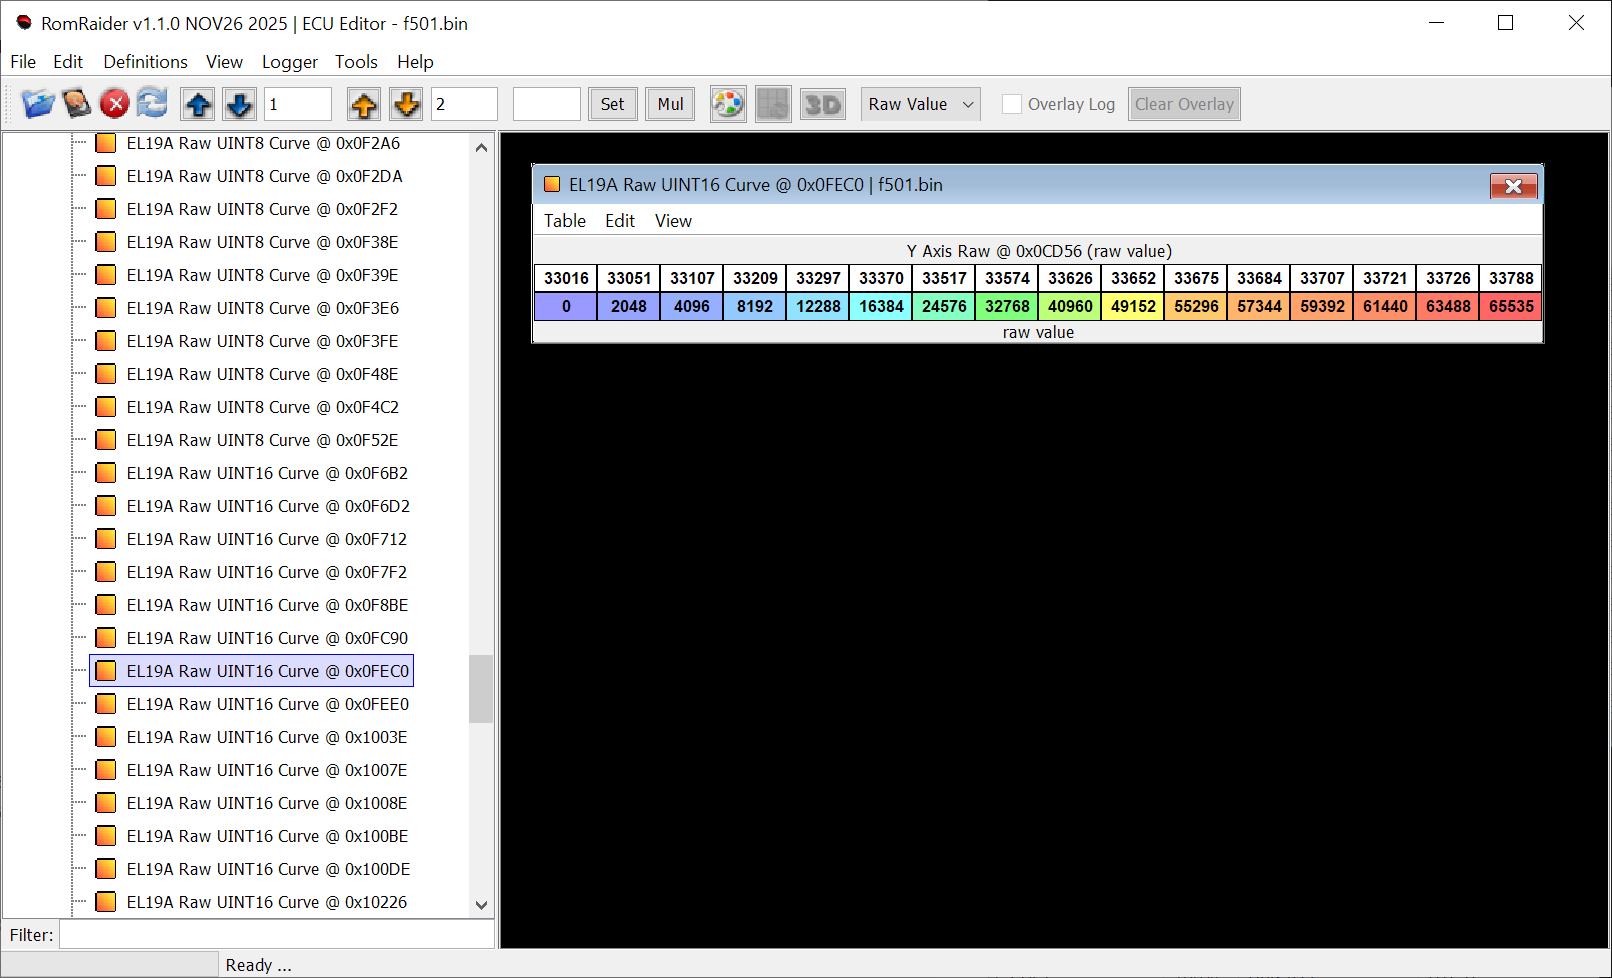 RomRaider v1.1.0 NOV26 2025 | ECU Editor - f501.bin
File Edit Definitions View Logger Tools Help
1 2 Set Mul 3D Raw Value Overlay Log Clear Overlay
EL19A Raw UINT8 Curve @ 0x0F2A6
EL19A Raw UINT8 Curve @ 0x0F2DA
EL19A Raw UINT8 Curve @ 0x0F2F2
EL19A Raw UINT8 Curve @ 0x0F38E
EL19A Raw UINT8 Curve @ 0x0F39E
EL19A Raw UINT8 Curve @ 0x0F3E6
EL19A Raw UINT8 Curve @ 0x0F3FE
EL19A Raw UINT8 Curve @ 0x0F48E
EL19A Raw UINT8 Curve @ 0x0F4C2
EL19A Raw UINT8 Curve @ 0x0F52E
EL19A Raw UINT16 Curve @ 0x0F6B2
EL19A Raw UINT16 Curve @ 0x0F6D2
EL19A Raw UINT16 Curve @ 0x0F712
EL19A Raw UINT16 Curve @ 0x0F7F2
EL19A Raw UINT16 Curve @ 0x0F8BE
EL19A Raw UINT16 Curve @ 0x0FC90
EL19A Raw UINT16 Curve @ 0x0FEC0
EL19A Raw UINT16 Curve @ 0x0FEE0
EL19A Raw UINT16 Curve @ 0x1003E
EL19A Raw UINT16 Curve @ 0x1007E
EL19A Raw UINT16 Curve @ 0x1008E
EL19A Raw UINT16 Curve @ 0x100BE
EL19A Raw UINT16 Curve @ 0x100DE
EL19A Raw UINT16 Curve @ 0x10226
Filter:
Ready ...
EL19A Raw UINT16 Curve @ 0x0FEC0 | f501.bin
Table Edit View
Y Axis Raw @ 0x0CD56 (raw value)
33016 33051 33107 33209 33297 33370 33517 33574 33626 33652 33675 33684 33707 33721 33726 33788
0 2048 4096 8192 12288 16384 24576 32768 40960 49152 55296 57344 59392 61440 63488 65535
raw value